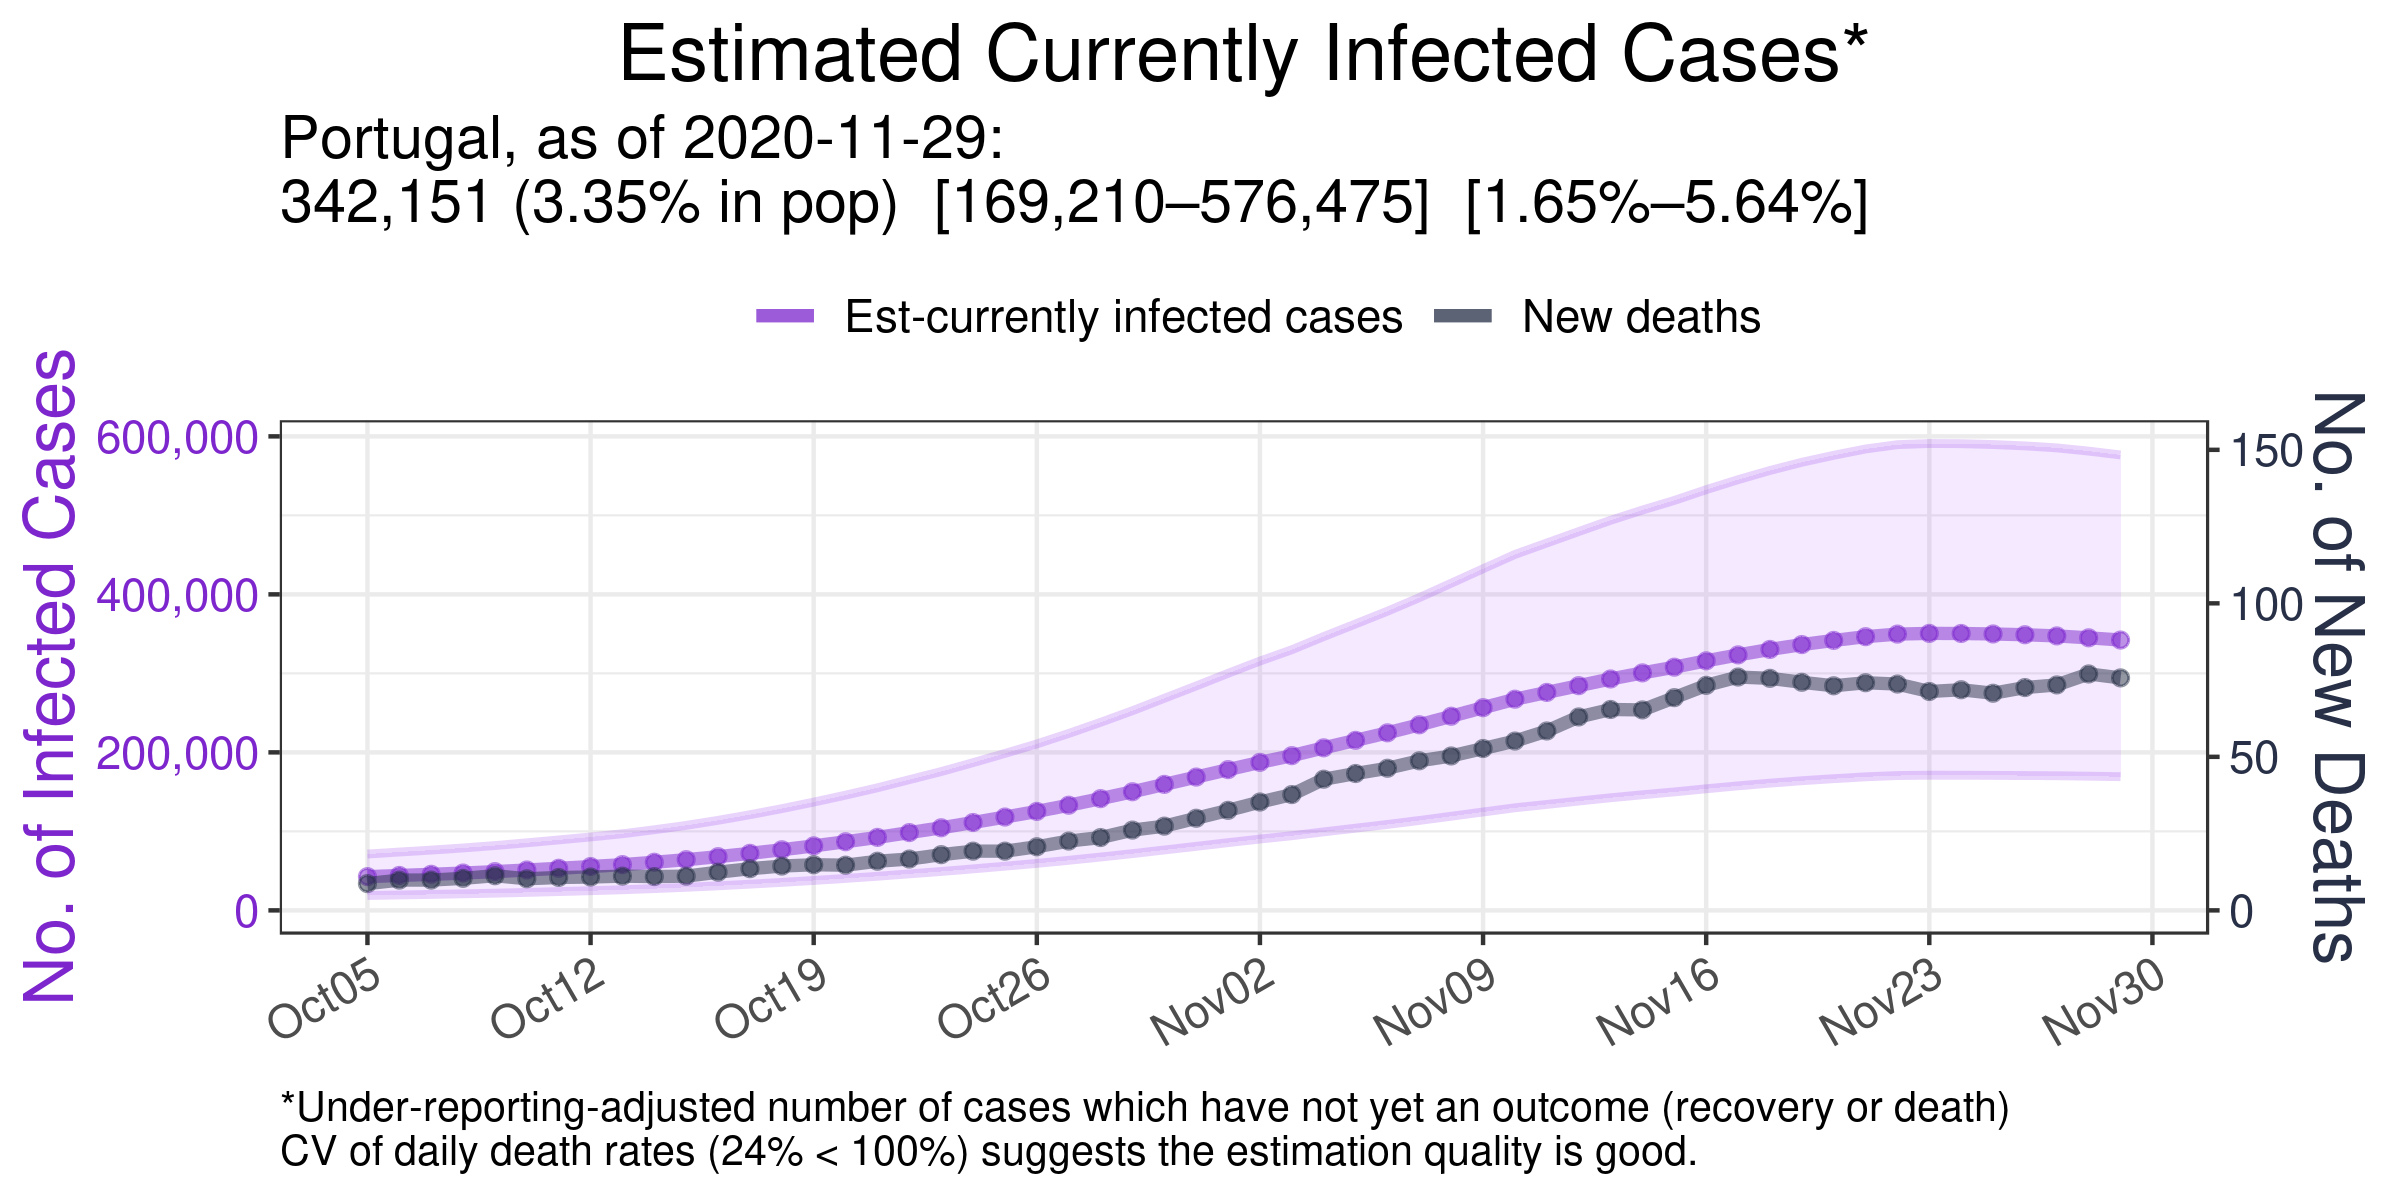 Estimated Currently Infected Cases*
Portugal, as of 2020-11-29:
342,151 (3.35% in pop)  [169,210–576,475]  [1.65%–5.64%]
Est-currently infected cases
New deaths
No. of Infected Cases
600,000
400,000
200,000
0
150
100
50
0
No. of New Deaths
Oct05
Oct12
Oct19
Oct26
Nov02
Nov09
Nov16
Nov23
Nov30
*Under-reporting-adjusted number of cases which have not yet an outcome (recovery or death)
CV of daily death rates (24% < 100%) suggests the estimation quality is good.